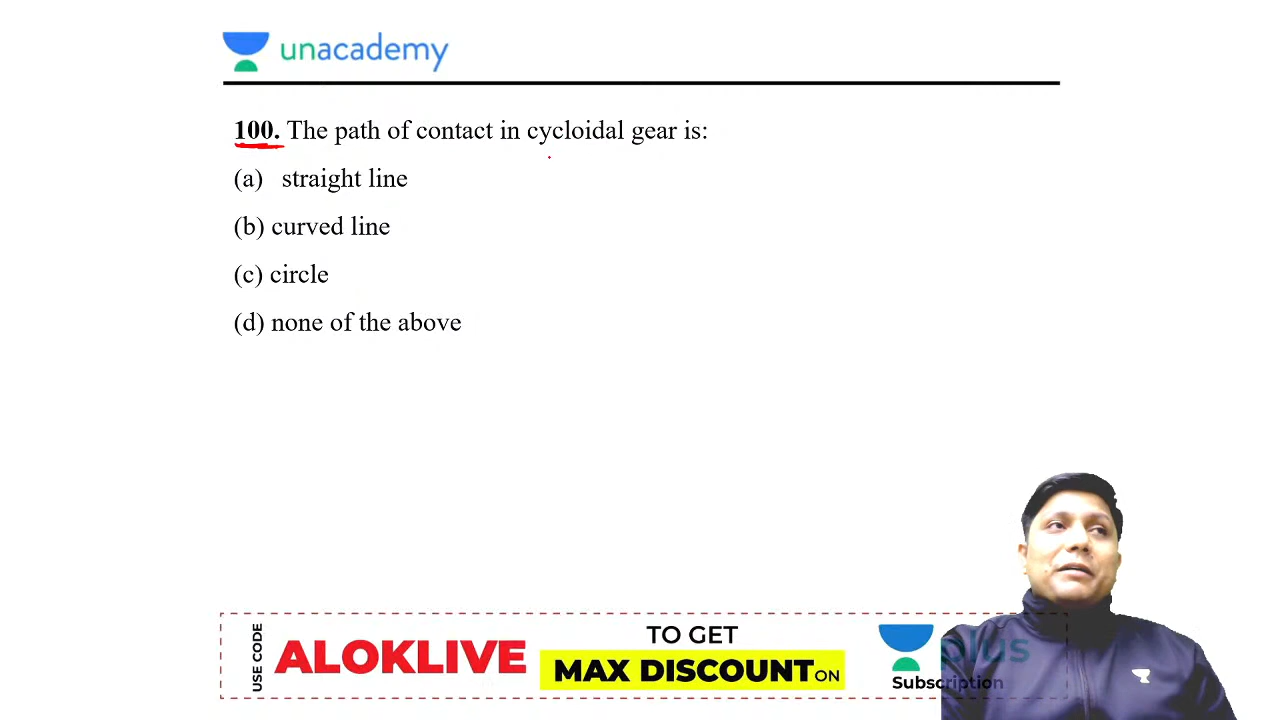 unacademy
100. The path of contact in cycloidal gear is:
(a) straight line
(b) curved line
(c) circle
(d) none of the above
USE CODE
ALOKLIVE
TO GET
MAX DISCOUNT ON
plus
Subscription